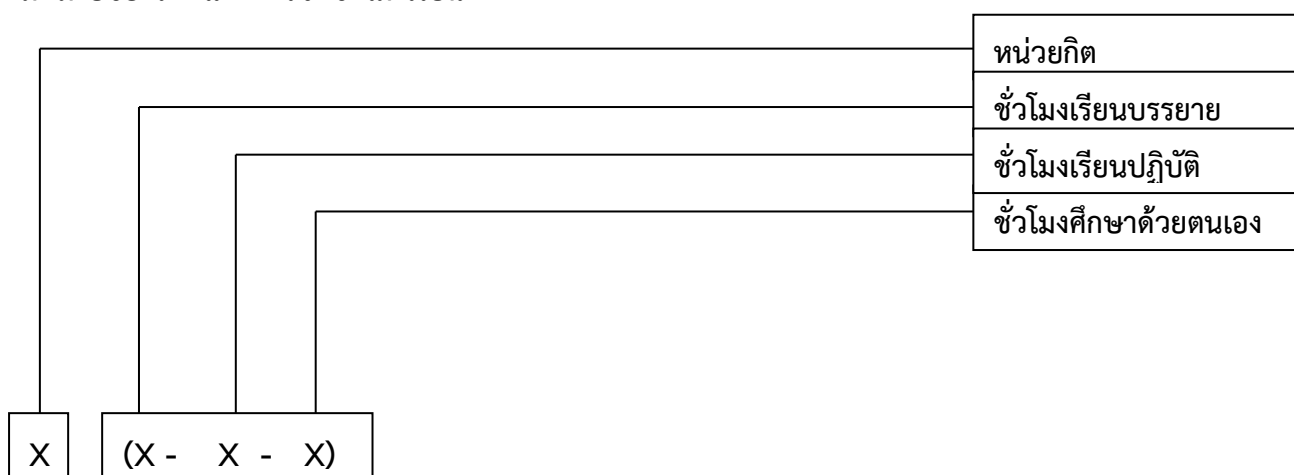 หน่วยกิต
ชั่วโมงเรียนบรรยาย
ชั่วโมงเรียนปฏิบัติ
ชั่วโมงศึกษาด้วยตนเอง
X (X - X - X)